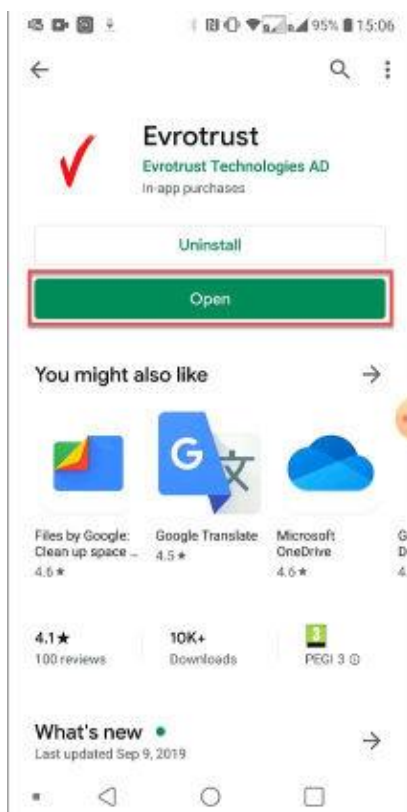 95% 15:06
Evrotrust
Evrotrust Technologies AD
In-app purchases
Uninstall
Open
You might also like
Files by Google: Google Translate Microsoft G
Clean up space ... 4.5★ OneDrive D
4.6★ 4.6★ 4
4.1★ 10K+ 3
100 reviews Downloads PEGI 3
What's new
Last updated Sep 9, 2019